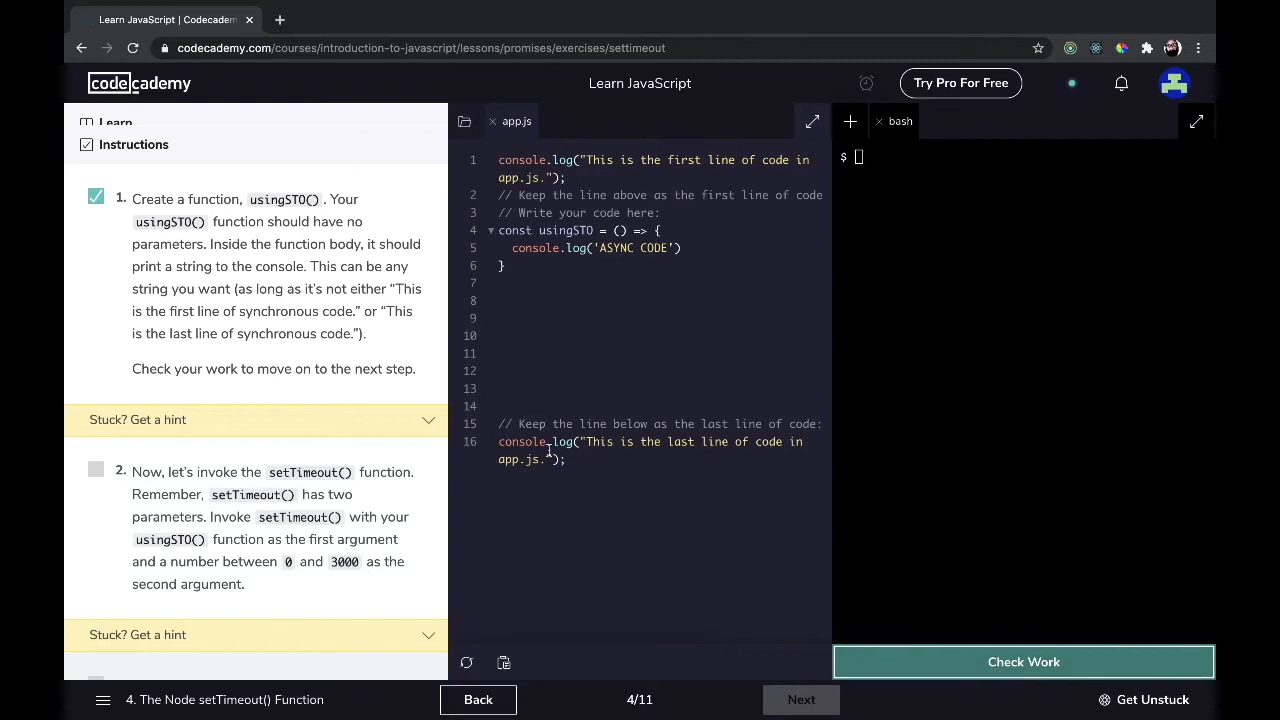 Learn JavaScript | Codecadem
codecademy.com/courses/introduction-to-javascript/lessons/promises/exercises/settimeout
codecademy
Learn JavaScript
Try Pro For Free
Learn
Instructions
1. Create a function, usingSTO(). Your
usingSTO() function should have no
parameters. Inside the function body, it should
print a string to the console. This can be any
string you want (as long as it's not either “This
is the first line of synchronous code.” or “This
is the last line of synchronous code.”).
Check your work to move on to the next step.
Stuck? Get a hint
2. Now, let's invoke the setTimeout() function.
Remember, setTimeout() has two
parameters. Invoke setTimeout() with your
usingSTO() function as the first argument
and a number between 0 and 3000 as the
second argument.
Stuck? Get a hint
app.js
1 console.log("This is the first line of code in
app.js.");
2 // Keep the line above as the first line of code
3 // Write your code here:
4 const usingSTO = () => {
5 console.log('ASYNC CODE')
6 }
7
8
9
10
11
12
13
14
15 // Keep the line below as the last line of code:
16 console.log("This is the last line of code in
app.js.");
bash
$
Check Work
4. The Node setTimeout() Function
Back
4/11
Next
Get Unstuck